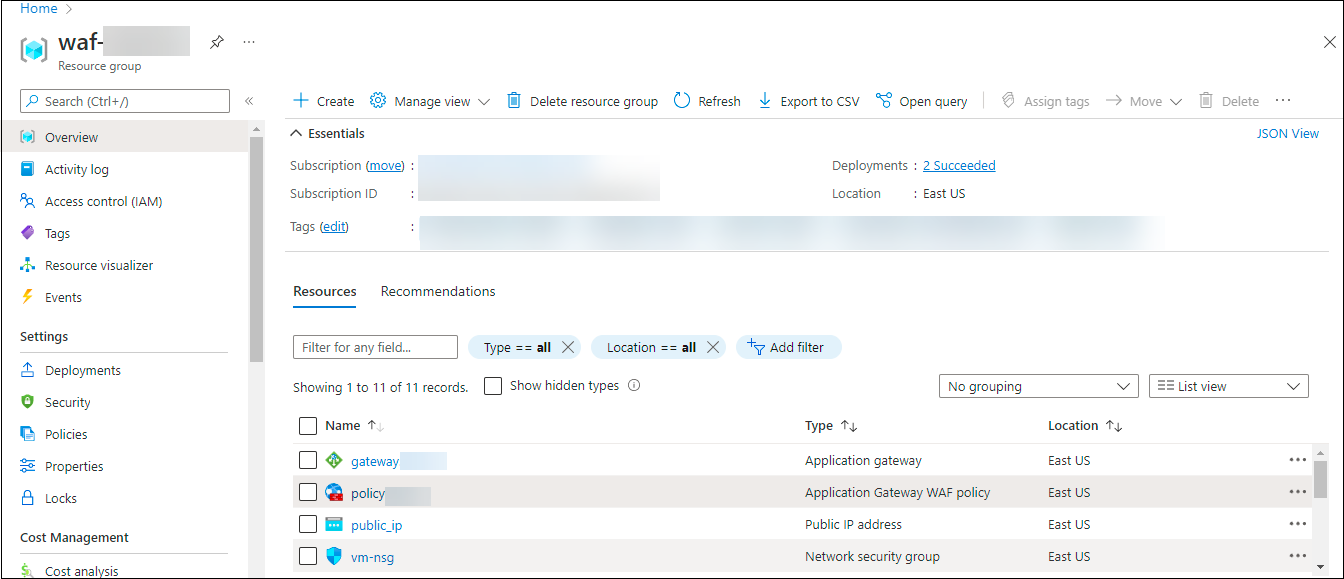 Home >
waf-
Resource group
Search (Ctrl+/)
«
Overview
Activity log
Access control (IAM)
Tags
Resource visualizer
Events
Settings
Deployments
Security
Policies
Properties
Locks
Cost Management
Cost analysis
Create Manage view Delete resource group Refresh Export to CSV Open query Assign tags Move Delete ...
Essentials JSON View
Subscription (move) : Deployments : 2 Succeeded
Subscription ID : Location : East US
Tags (edit) :
Resources Recommendations
Filter for any field... Type == all Location == all Add filter
Showing 1 to 11 of 11 records. Show hidden types No grouping List view
Name ↑↓ Type ↑↓ Location ↑↓
gateway Application gateway East US
policy Application Gateway WAF policy East US
public_ip Public IP address East US
vm-nsg Network security group East US